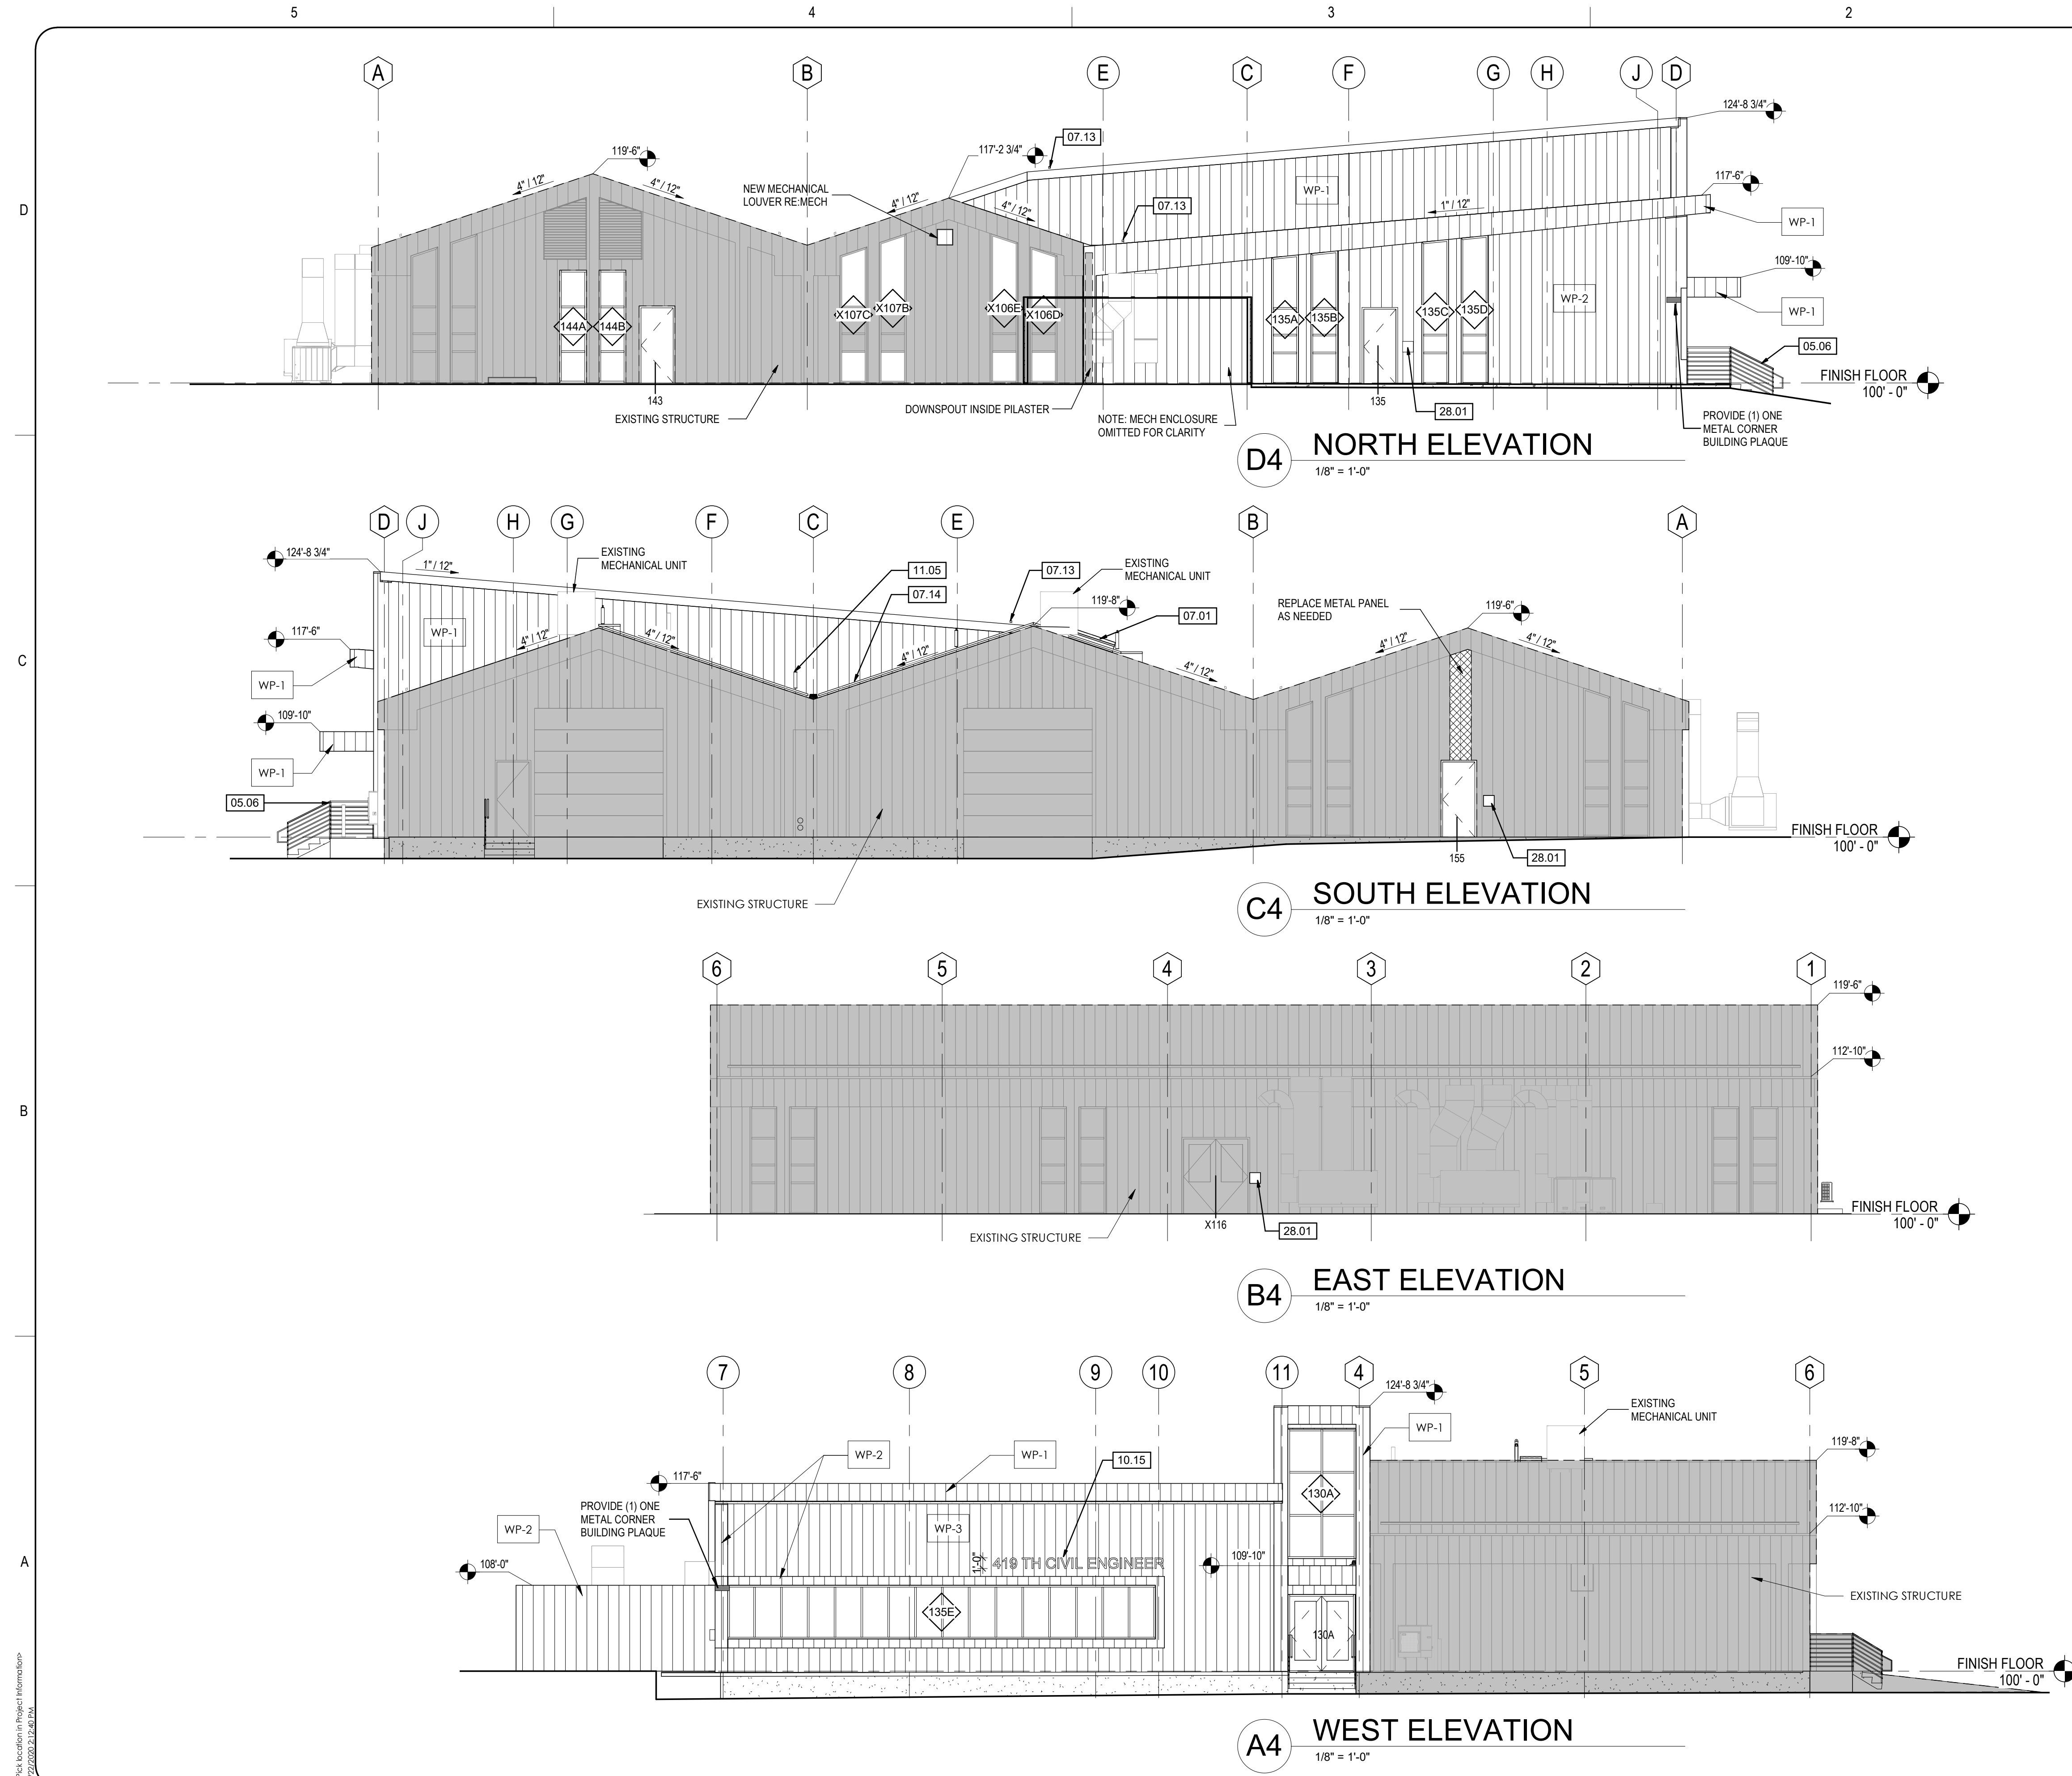 5 4 3 2
D
C
B
A
A B E C F G H J D
124'-8 3/4"
07.13
119'-6"
117'-2 3/4"
117'-6"
4" / 12"
4" / 12"
NEW MECHANICAL
LOUVER RE:MECH
4" / 12"
4" / 12"
WP-1
07.13
1" / 12"
WP-1
109'-10"
WP-2
WP-1
X107C
X107B
X106E
X106D
144A
144B
135A
135B
135C
135D
05.06
FINISH FLOOR
100' - 0"
143
135
28.01
EXISTING STRUCTURE
DOWNSPOUT INSIDE PILASTER
NOTE: MECH ENCLOSURE
OMITTED FOR CLARITY
PROVIDE (1) ONE
METAL CORNER
BUILDING PLAQUE
D4
NORTH ELEVATION
1/8" = 1'-0"
D J H G F C E B A
124'-8 3/4"
1" / 12"
EXISTING
MECHANICAL UNIT
11.05
07.14
07.13
EXISTING
MECHANICAL UNIT
119'-8"
07.01
REPLACE METAL PANEL
AS NEEDED
119'-6"
117'-6"
WP-1
4" / 12"
4" / 12"
4" / 12"
4" / 12"
4" / 12"
4" / 12"
WP-1
109'-10"
WP-1
05.06
FINISH FLOOR
100' - 0"
155
28.01
EXISTING STRUCTURE
C4
SOUTH ELEVATION
1/8" = 1'-0"
6 5 4 3 2 1
119'-6"
112'-10"
FINISH FLOOR
100' - 0"
X116
28.01
EXISTING STRUCTURE
B4
EAST ELEVATION
1/8" = 1'-0"
7 8 9 10 11 4 5 6
124'-8 3/4"
EXISTING
MECHANICAL UNIT
WP-1
WP-2
WP-1
10.15
119'-8"
117'-6"
130A
PROVIDE (1) ONE
METAL CORNER
BUILDING PLAQUE
112'-10"
WP-2
WP-3
108'-0"
1'-0"
419 TH CIVIL ENGINEER
109'-10"
EXISTING STRUCTURE
135E
130A
FINISH FLOOR
100' - 0"
A4
WEST ELEVATION
1/8" = 1'-0"
Pick location in Project Information>
/22/2020 2:12:40 PM